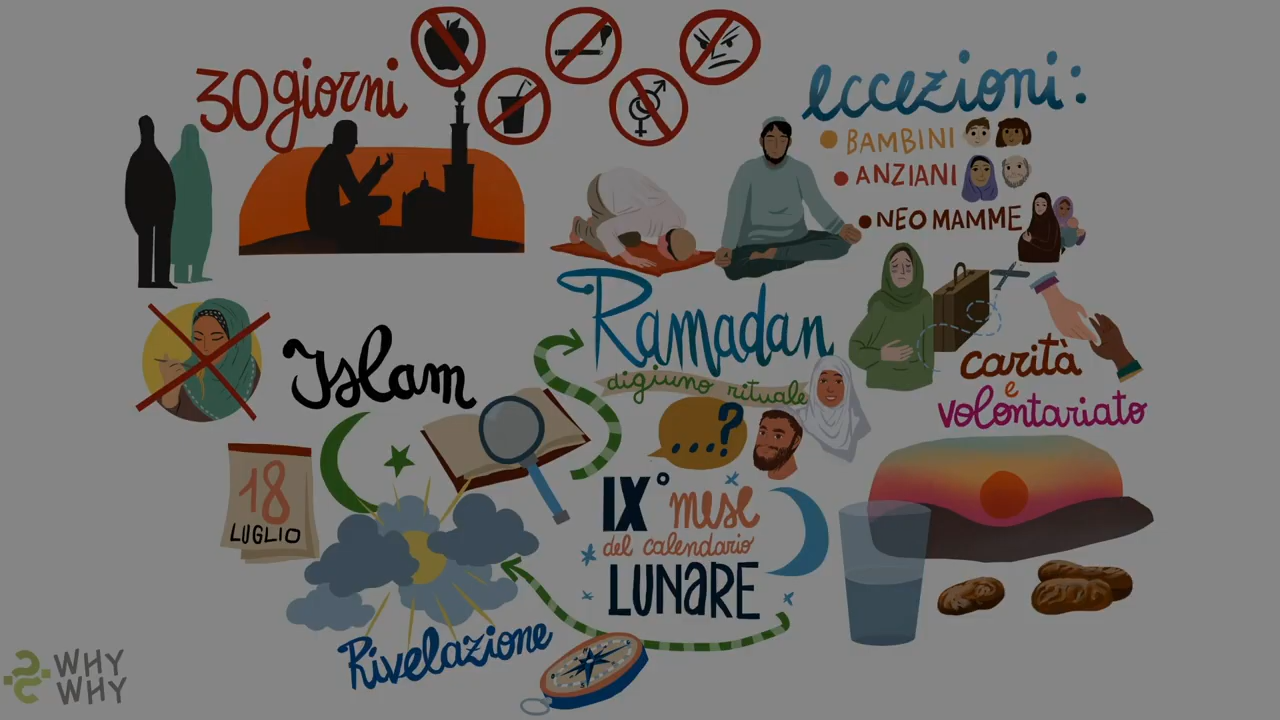 30 giorni
eccezioni:
BAMBINI
ANZIANI
NEO MAMME
Ramadan
digiuno rituale
Islam
carità
e
volontariato
...?
18
LUGLIO
IX° mese
del calendario
LUNARE
Rivelazione
WHY
WHY